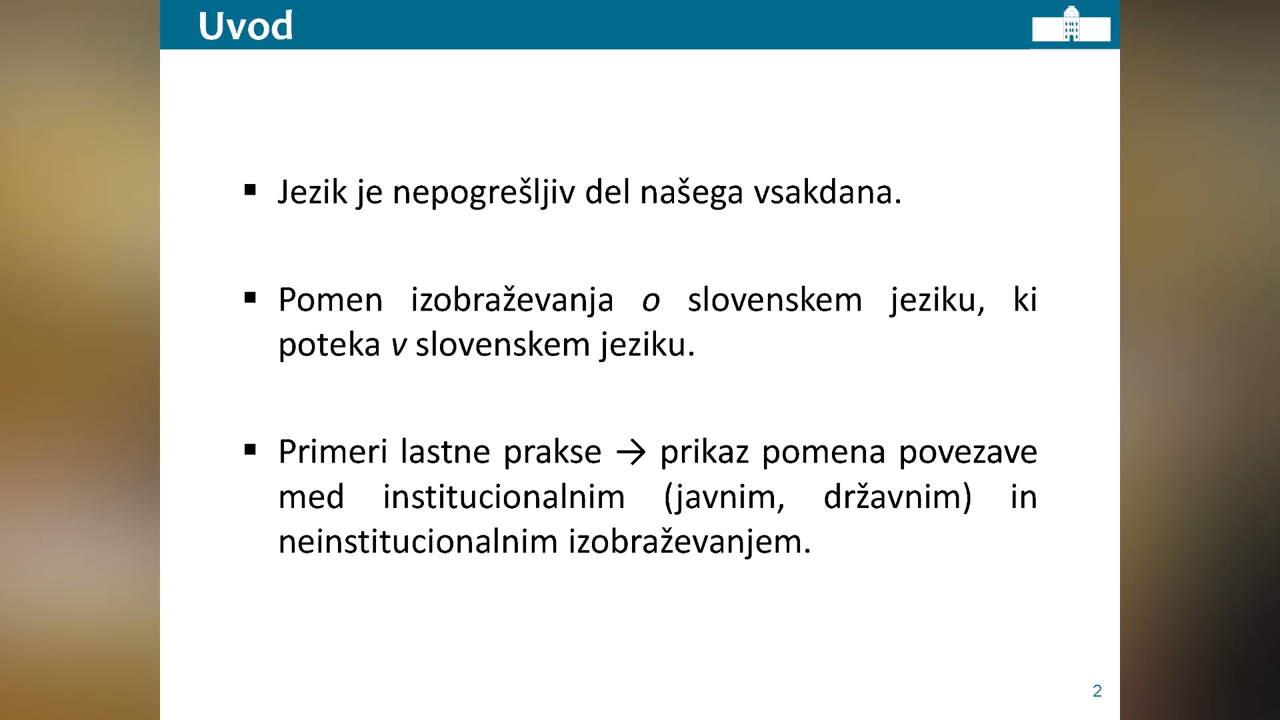 Uvod
▪ Jezik je nepogrešljiv del našega vsakdana.
▪ Pomen izobraževanja o slovenskem jeziku, ki
poteka v slovenskem jeziku.
▪ Primeri lastne prakse → prikaz pomena povezave
med institucionalnim (javnim, državnim) in
neinstitucionalnim izobraževanjem.
2